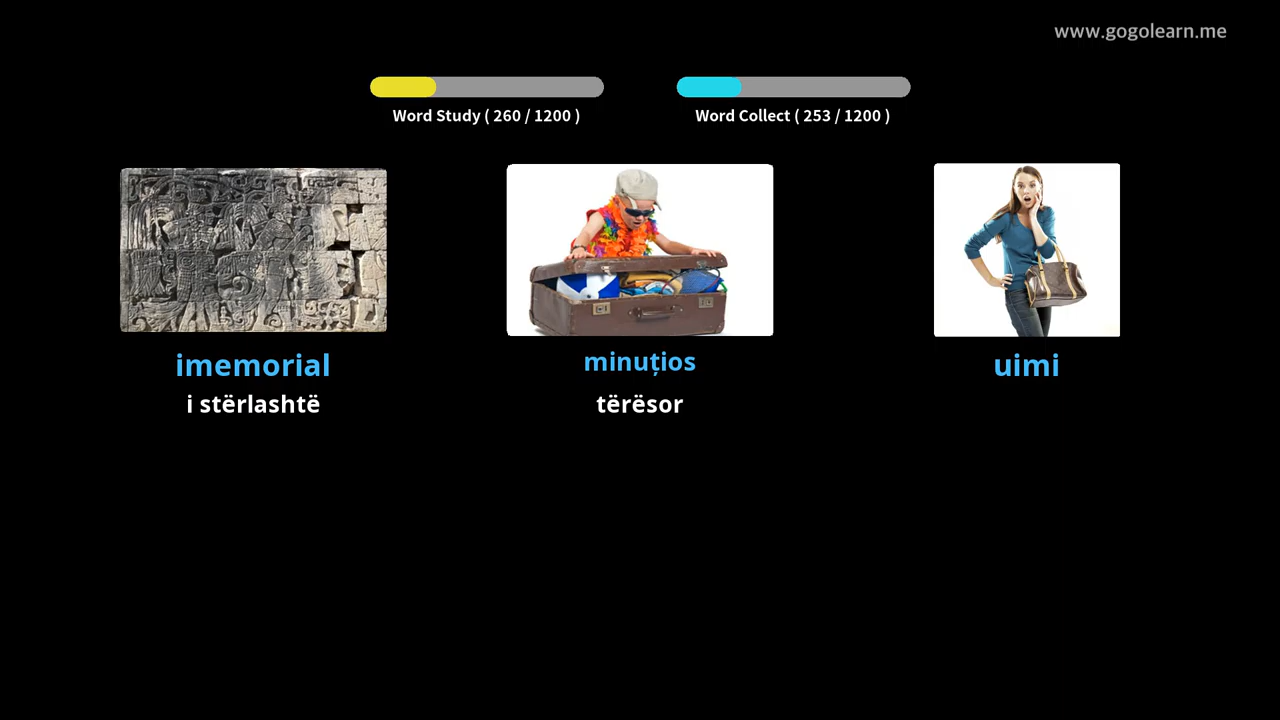 www.gogolearn.me
Word Study ( 260 / 1200 )
Word Collect ( 253 / 1200 )
imemorial
i stërlashtë
minuțios
tërësor
uimi